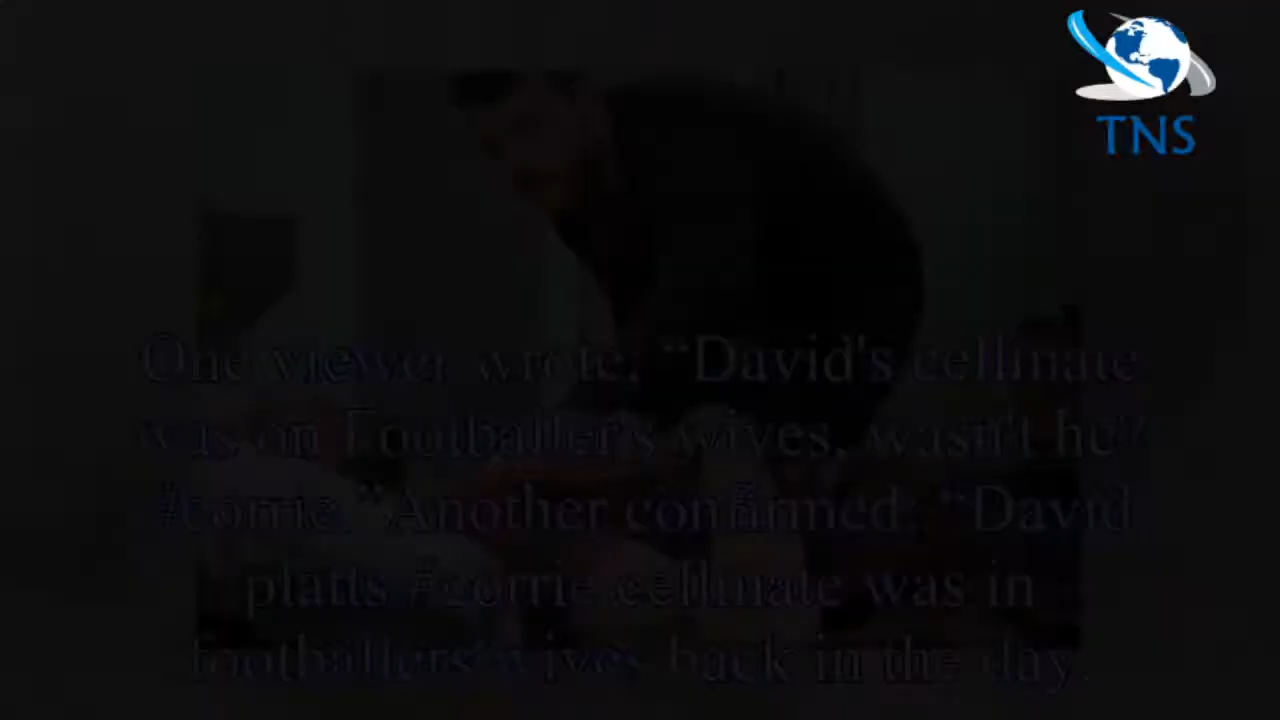 TNS
One viewer wrote, “David's cellmate
was on Footballer's wives, wasn't he?
#corrie.”Another confirmed: “David
platts #corrie cellmate was in
footballers' wives back in the day.